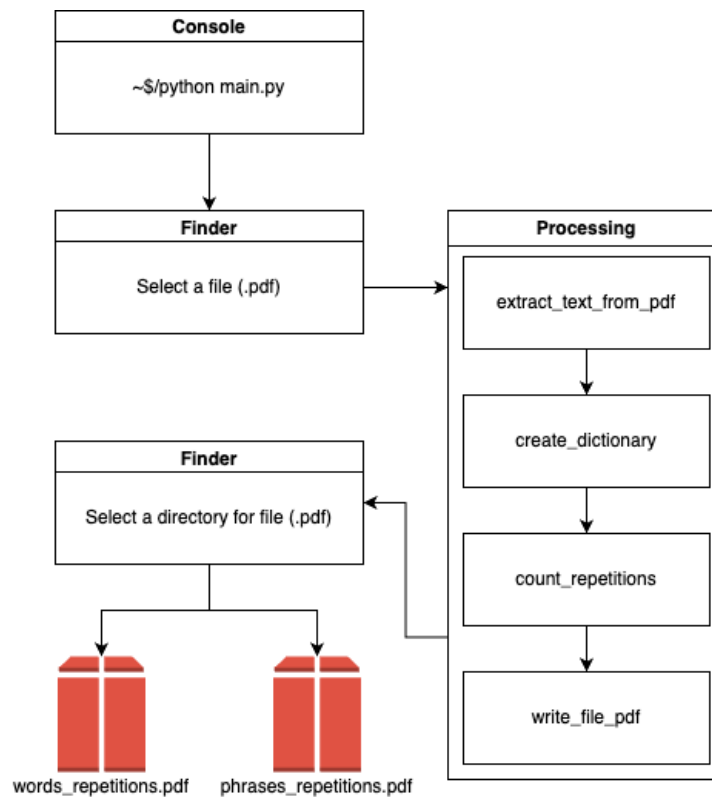 Console
~$/python main.py
Finder
Select a file (.pdf)
Processing
extract_text_from_pdf
create_dictionary
count_repetitions
write_file_pdf
Finder
Select a directory for file (.pdf)
words_repetitions.pdf
phrases_repetitions.pdf